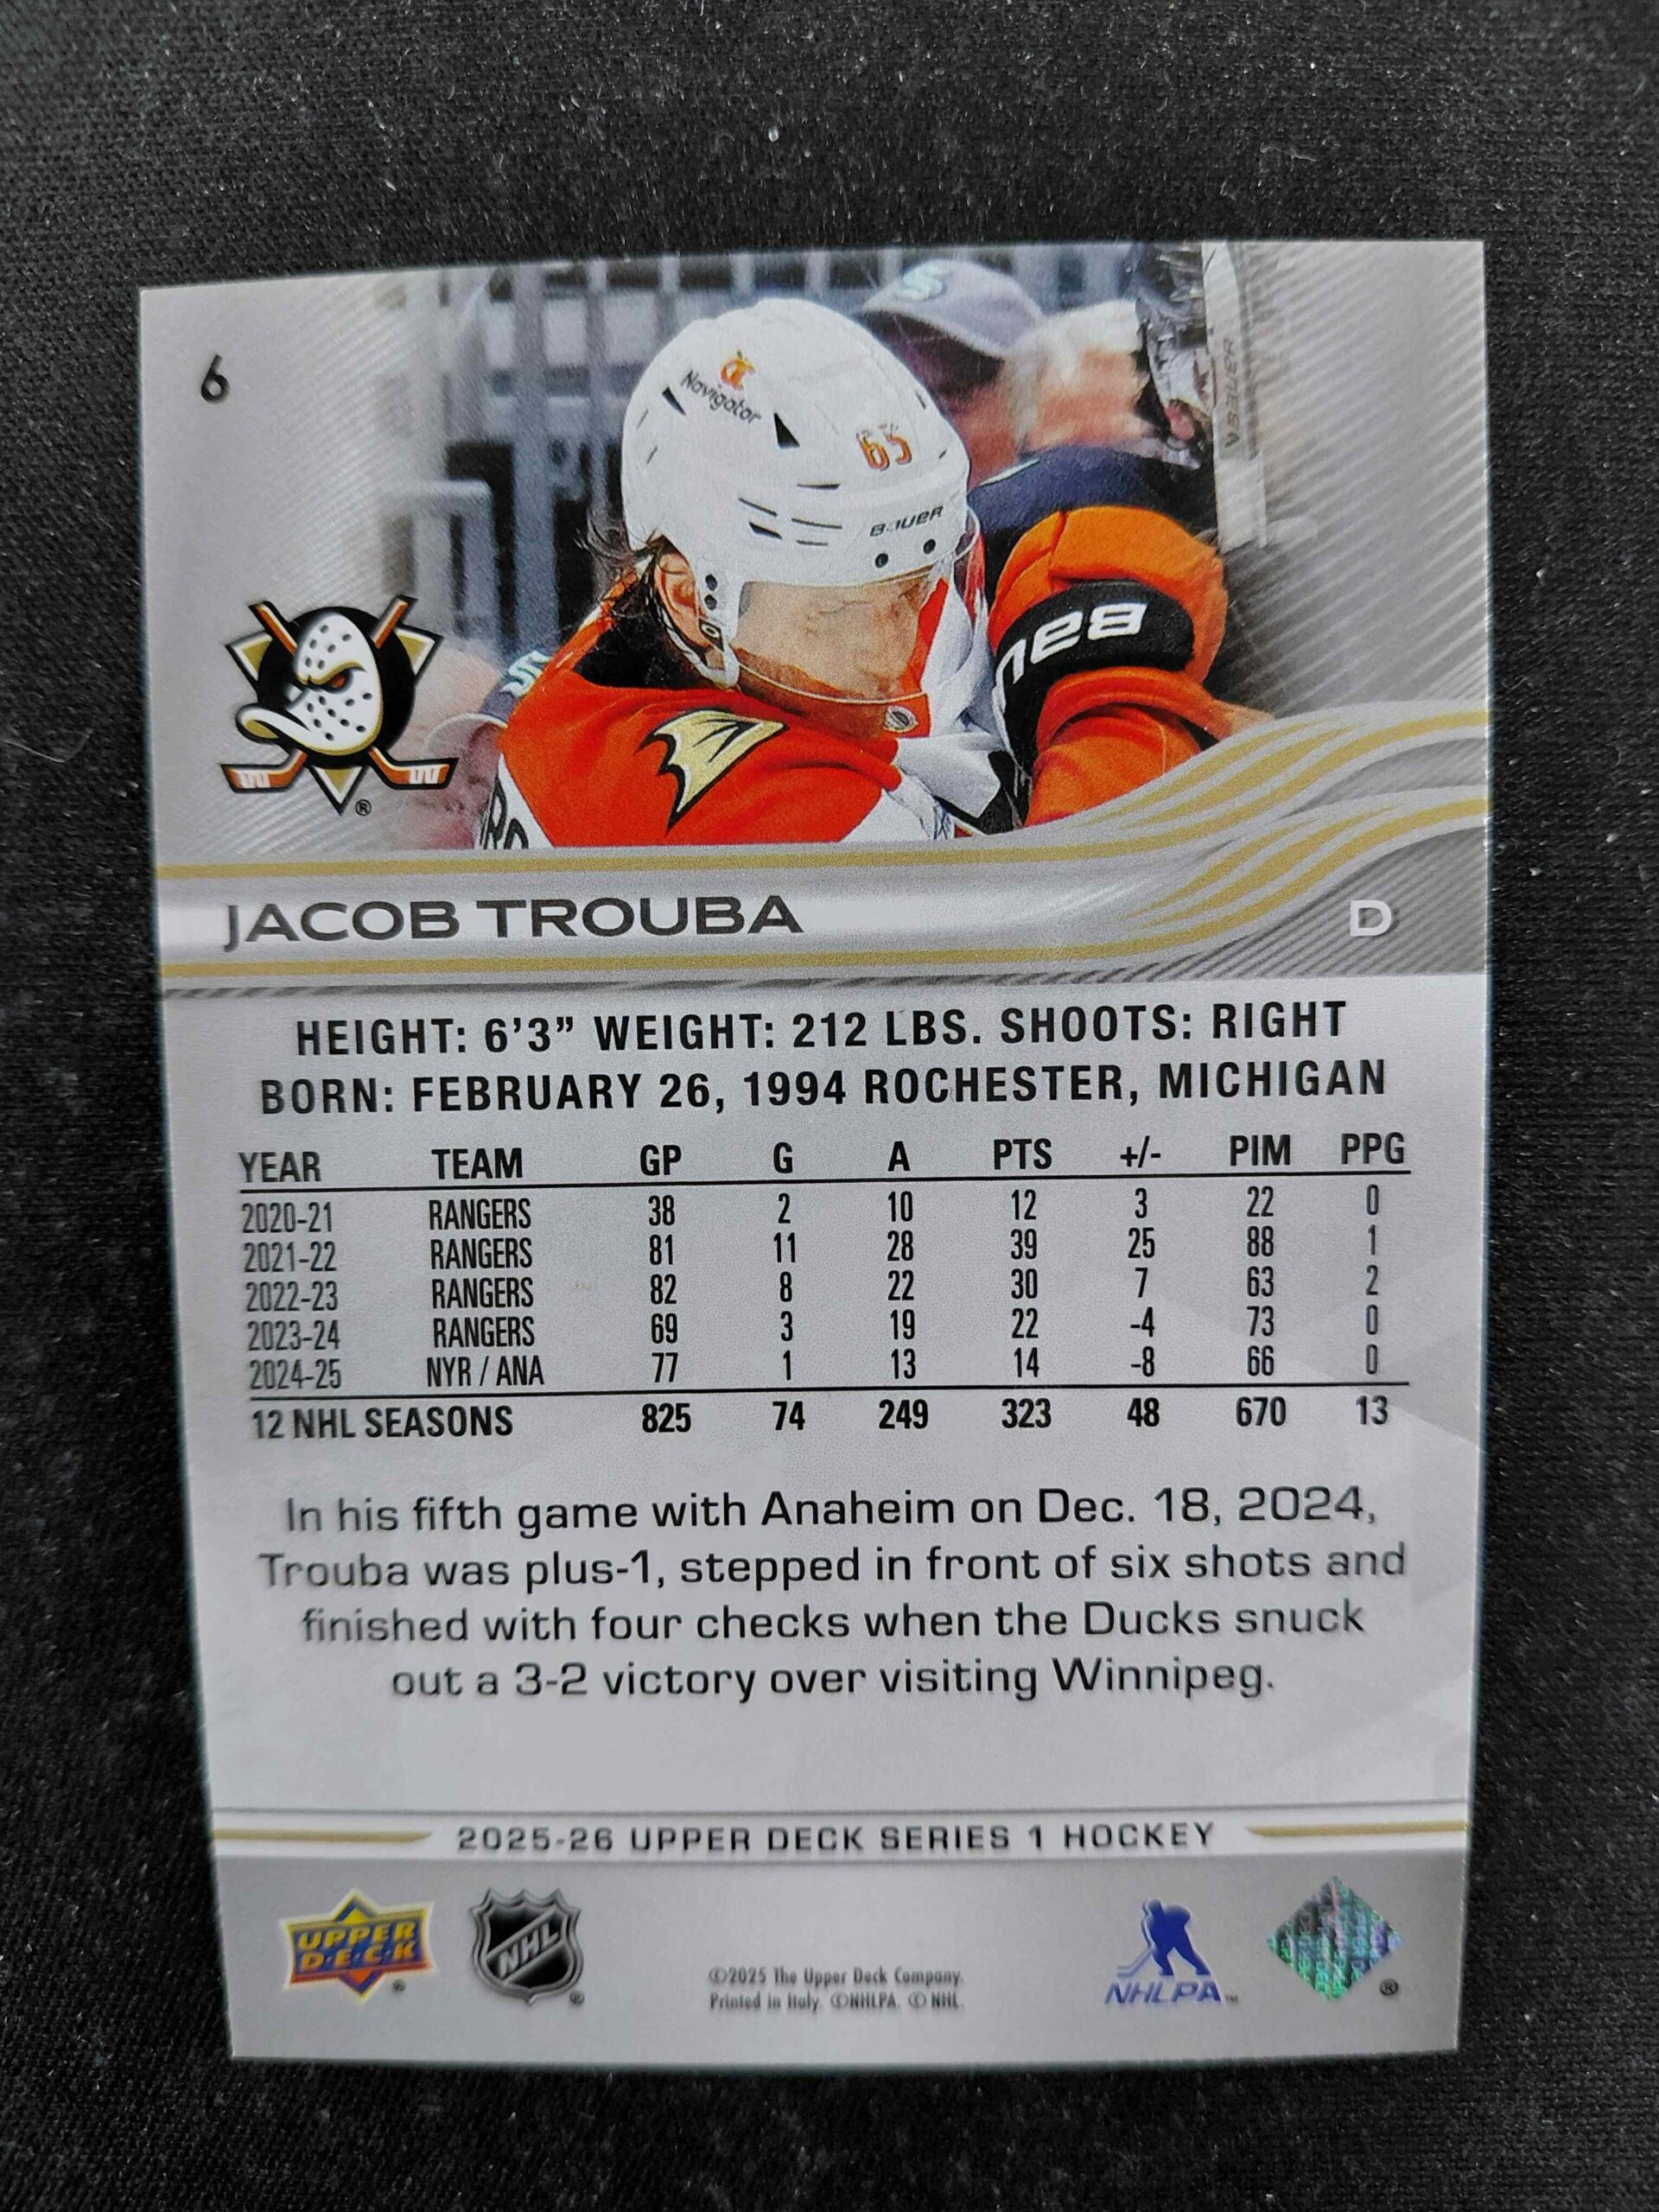 6
Navigator
65
BAUER
BAU
JACOB TROUBA
D
HEIGHT: 6'3" WEIGHT: 212 LBS. SHOOTS: RIGHT
BORN: FEBRUARY 26, 1994 ROCHESTER, MICHIGAN
YEAR TEAM GP G A PTS +/- PIM PPG
2020-21 RANGERS 38 2 10 12 3 22 0
2021-22 RANGERS 81 11 28 39 25 88 1
2022-23 RANGERS 82 8 22 30 7 63 2
2023-24 RANGERS 69 3 19 22 -4 73 0
2024-25 NYR / ANA 77 1 13 14 -8 66 0
12 NHL SEASONS 825 74 249 323 48 670 13
In his fifth game with Anaheim on Dec. 18, 2024,
Trouba was plus-1, stepped in front of six shots and
finished with four checks when the Ducks snuck
out a 3-2 victory over visiting Winnipeg.
2025-26 UPPER DECK SERIES 1 HOCKEY
UPPER
D·E·C·K
®
NHL
®
©2025 The Upper Deck Company.
Printed in Italy. ©NHLPA. © NHL.
NHLPA™
®